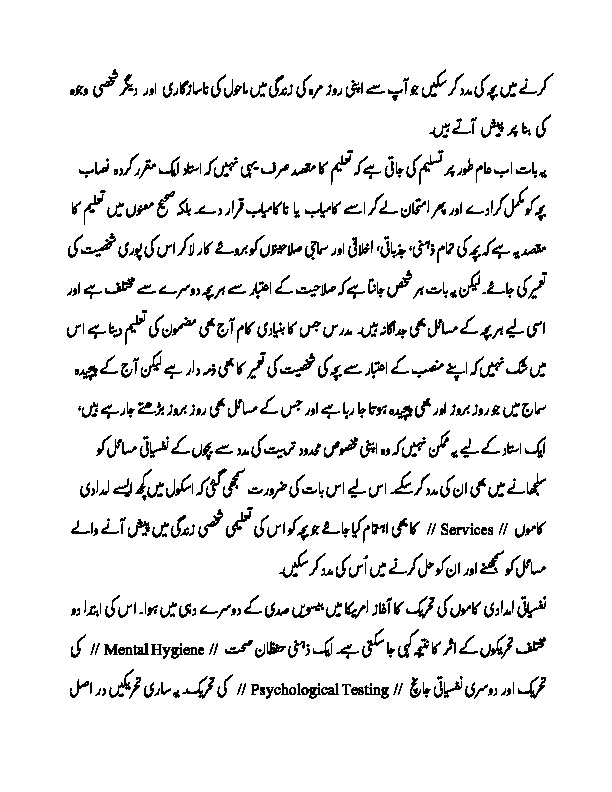 کرنے میں بچہ کی مدد کر سکیں جو آپ سے اپنی روز مرہ کی زندگی میں ماحول کی ناسازگاری اور دیگر شخصی وجوہ
کی بنا پر پیش آتے ہیں۔
یہ بات اب عام طور پر تسلیم کی جاتی ہے کہ تعلیم کا مقصد صرف یہی نہیں کہ استاد ایک مقرر کردہ نصاب
بچہ کو مکمل کرادے اور پھر امتحان لے کر اسے کامیاب یا ناکامیاب قرار دے۔ بلکہ صحیح معنوں میں تعلیم کا
مقصد یہ ہے کہ بچہ کی تمام ذہنی، جذباتی، اخلاقی اور سماجی صلاحیتوں کو بروئے کار لا کر اس کی پوری شخصیت کی
تعمیر کی جائے۔ لیکن یہ بات ہر شخص جانتا ہے کہ صلاحیت کے اعتبار سے ہر بچہ دوسرے سے مختلف ہے اور
اسی لیے ہر بچہ کے مسائل بھی جداگانہ ہیں۔ مدرس جس کا بنیادی کام آج بھی مضمون کی تعلیم دینا ہے اس
میں شک نہیں کہ اپنے منصب کے اعتبار سے بچہ کی شخصیت کی تعمیر کا بھی ذمہ دار ہے لیکن آج کے پیچیدہ
سماج میں جو روز بروز اور بھی پیچیدہ ہوتا جا رہا ہے اور جس کے مسائل بھی روز بروز بڑھتے جارہے ہیں،
ایک استاد کے لیے یہ ممکن نہیں کہ وہ اپنی مخصوص محدود تربیت کی مدد سے بچوں کے نفسیاتی مسائل کو
سلجھانے میں بھی ان کی مدد کرسکے۔ اس لیے اس بات کی ضرورت سمجھی گئی کہ اسکول میں کچھ ایسے امدادی
کاموں // Services // کا بھی اہتمام کیا جائے جو بچہ کو اس کی تعلیمی شخصی زندگی میں پیش آنے والے
مسائل کو سمجھنے اور ان کو حل کرنے میں اُس کی مدد کر سکیں۔
نفسیاتی امدادی کاموں کی تحریک کا آغاز امریکا میں بیسویں صدی کے دوسرے دہی میں ہوا۔ اس کی ابتدا دو
مختلف تحریکوں کے اثر کا نتیجہ کہی جا سکتی ہے۔ ایک ذہنی حفظان صحت // Mental Hygiene // کی
تحریک اور دوسری نفسیاتی جانچ // Psychological Testing // کی تحریک۔ یہ ساری تحریکیں در اصل